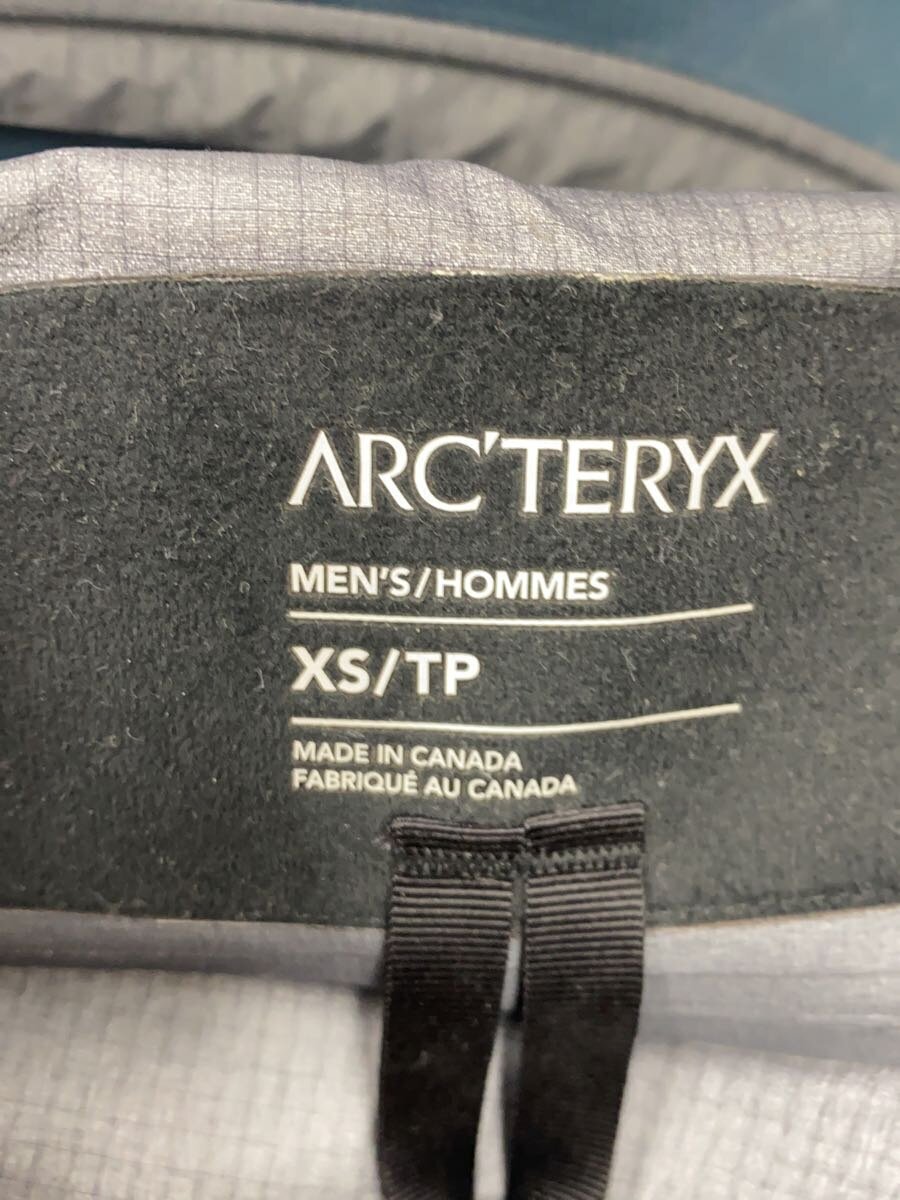 ARC'TERYX
MEN'S/HOMMES
XS/TP
MADE IN CANADA
FABRIQUÉ AU CANADA